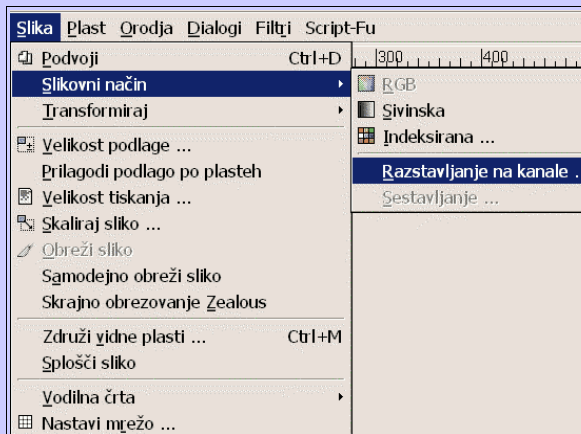 Slika Plast Orodja Dialogi Filtri Script-Fu
Podvoji Ctrl+D
Slikovni način
Transformiraj
Velikost podlage ...
Prilagodi podlago po plasteh
Velikost tiskanja ...
Skaliraj sliko ...
Obreži sliko
Samodejno obreži sliko
Skrajno obrezovanje Zealous
Združi vidne plasti ... Ctrl+M
Splošči sliko
Vodilna črta
Nastavi mrežo ...
300 400
RGB
Sivinska
Indeksirana ...
Razstavljanje na kanale .
Sestavljanje ...